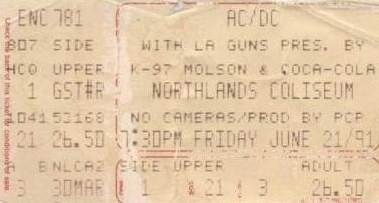 ENC 781 AC/DC
807 SIDE WITH LA GUNS PRES. BY
HCO UPPER K-97 MOLSON & COCA-COLA
1 GST#R NORTHLANDS COLISEUM
104153168 NO CAMERAS/PROD BY PCP
21 26.50 7:30PM FRIDAY JUNE 21/91
T BNLCA2 SIDE UPPER ADULT
3 30MAR 1 21 3 26.50